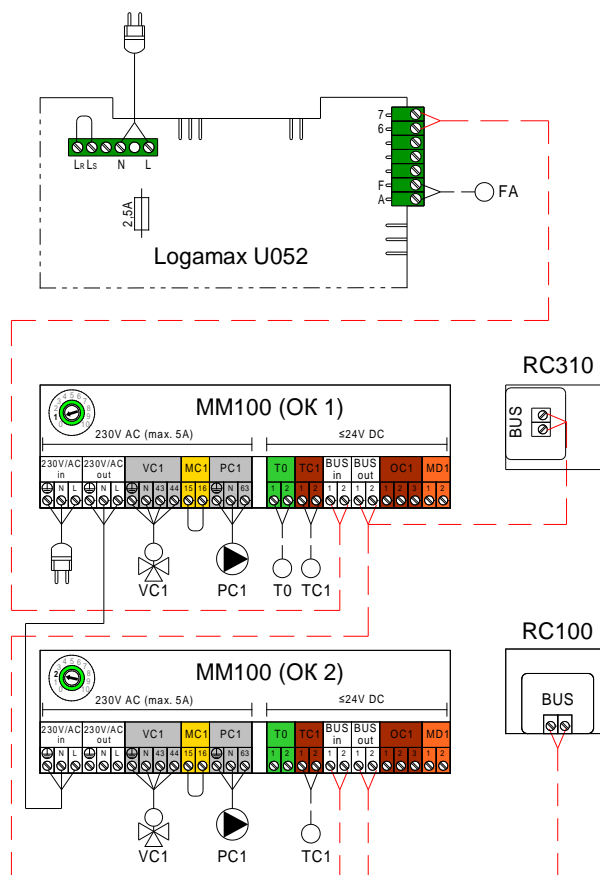 7
6
LR LS N L
F
A
FA
2,5A
Logamax U052
RC310
BUS
MM100 (ОК 1)
230V AC (max. 5A) ≤24V DC
230V/AC in 230V/AC out VC1 MC1 PC1 T0 TC1 BUS in BUS out OC1 MD1
N L N L N 43 44 15 16 N 63 1 2 1 2 1 2 1 2 1 2 3 1 2
VC1 PC1 T0 TC1
RC100
BUS
MM100 (ОК 2)
230V AC (max. 5A) ≤24V DC
230V/AC in 230V/AC out VC1 MC1 PC1 T0 TC1 BUS in BUS out OC1 MD1
N L N L N 43 44 15 16 N 63 1 2 1 2 1 2 1 2 1 2 3 1 2
VC1 PC1 TC1